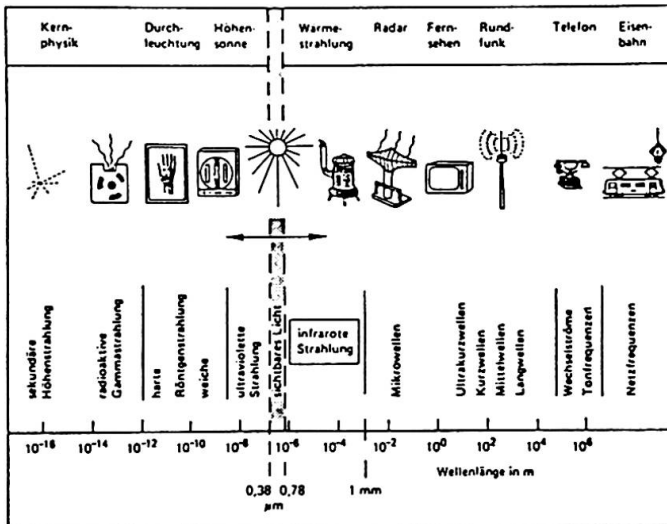 Kern-
physik
Durch-
leuchtung
Höhen-
sonne
Wärme-
strahlung
Radar
Fern-
sehen
Rund-
funk
Telefon
Eisen-
bahn
sekundäre
Höhenstrahlung
radioaktive
Gammastrahlung
harte
Röntgenstrahlung
weiche
ultraviolette
Strahlung
sichtbares Licht
infrarote
Strahlung
Mikrowellen
Ultrakurzwellen
Kurzwellen
Mittelwellen
Langwellen
Wechselströme
Tonfrequenzen
Netzfrequenzen
10⁻¹⁶ 10⁻¹⁴ 10⁻¹² 10⁻¹⁰ 10⁻⁸ 10⁻⁶ 10⁻⁴ 10⁻² 10⁰ 10² 10⁴ 10⁶
Wellenlänge in m
0,38 0,78
µm
1 mm